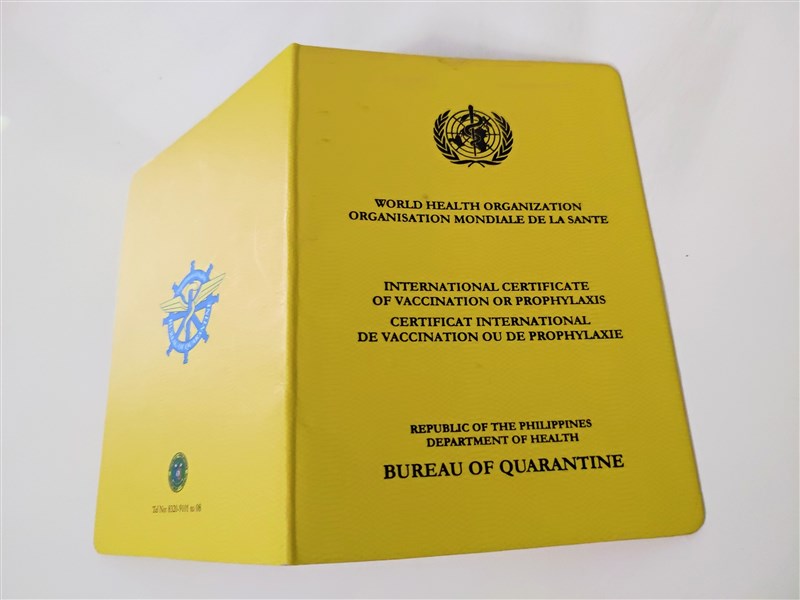 WORLD HEALTH ORGANIZATION
ORGANISATION MONDIALE DE LA SANTE
INTERNATIONAL CERTIFICATE
OF VACCINATION OR PROPHYLAXIS
CERTIFICAT INTERNATIONAL
DE VACCINATION OU DE PROPHYLAXIE
REPUBLIC OF THE PHILIPPINES
DEPARTMENT OF HEALTH
BUREAU OF QUARANTINE